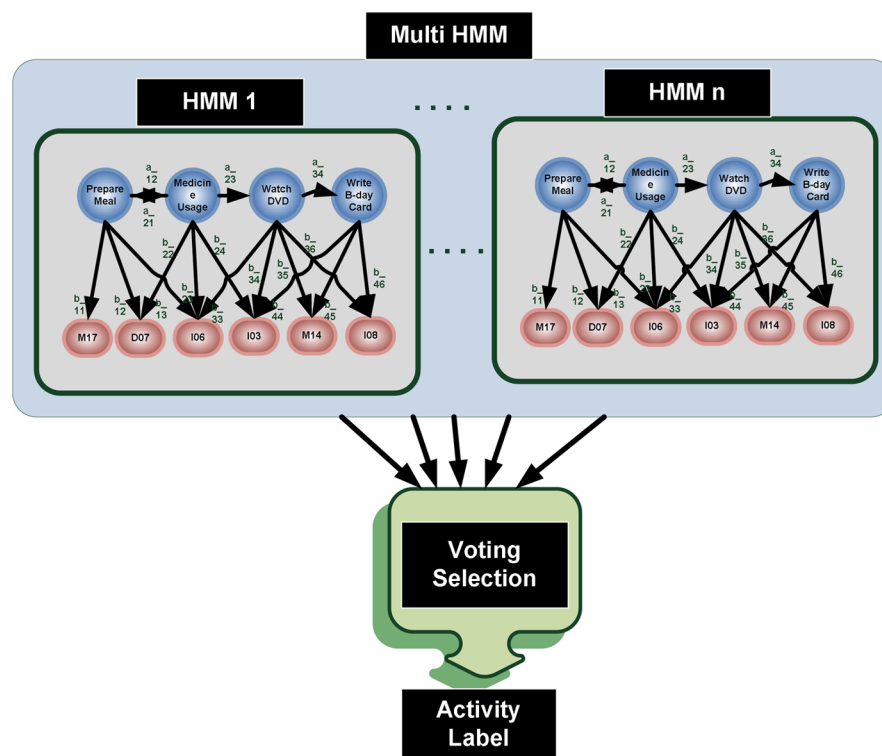 Multi HMM
HMM 1
. . . .
HMM n
a_
12
a_
23
a_
34
Prepare
Meal
Medicin
e
Usage
Watch
DVD
Write
B-day
Card
a_
21
b_
22
b_
24
b_
36
b_
34
b_
35
b_
46
b_
11
b_
12
b_
13
b_
33
b_
44
b_
45
M17
D07
I06
I03
M14
I08
. . . .
a_
12
a_
23
a_
34
Prepare
Meal
Medicin
e
Usage
Watch
DVD
Write
B-day
Card
a_
21
b_
22
b_
24
b_
36
b_
34
b_
35
b_
46
b_
11
b_
12
b_
13
b_
33
b_
44
b_
45
M17
D07
I06
I03
M14
I08
Voting
Selection
Activity
Label